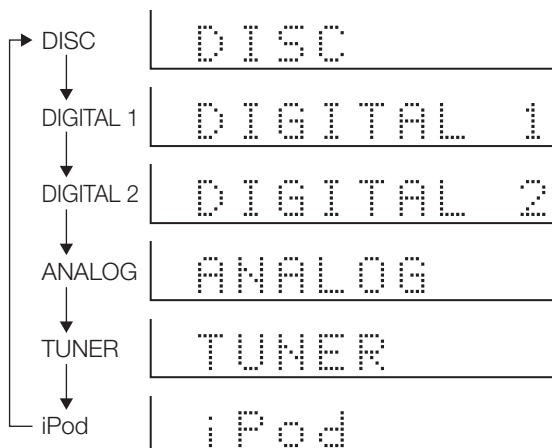 DISC DISC
DIGITAL 1 DIGITAL 1
DIGITAL 2 DIGITAL 2
ANALOG ANALOG
TUNER TUNER
iPod iPod